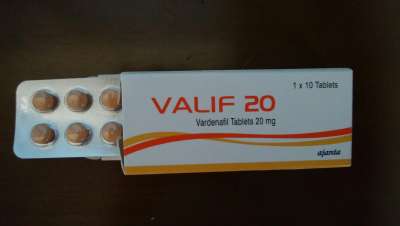 1 x 10 Tablets
VALIF 20
Vardenafil Tablets 20 mg
ajanta